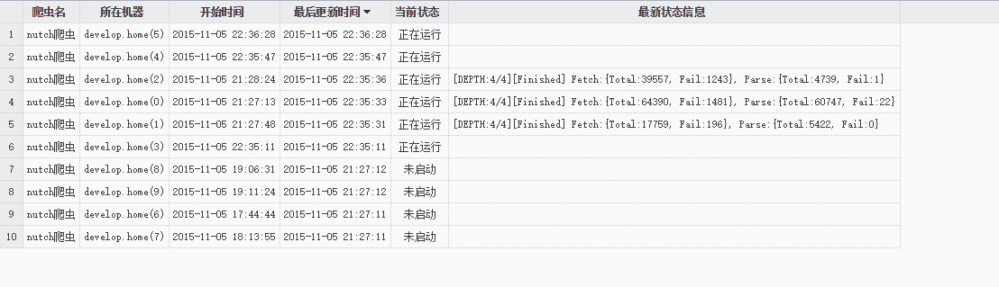 爬虫名 所在机器 开始时间 最后更新时间 当前状态 最新状态信息
1 nutch爬虫 develop.home(5) 2015-11-05 22:36:28 2015-11-05 22:36:28 正在运行
2 nutch爬虫 develop.home(4) 2015-11-05 22:35:47 2015-11-05 22:35:47 正在运行
3 nutch爬虫 develop.home(2) 2015-11-05 21:28:24 2015-11-05 22:35:36 正在运行 [DEPTH:4/4][Finished] Fetch:{Total:39557, Fail:1243}, Parse:{Total:4739, Fail:1}
4 nutch爬虫 develop.home(0) 2015-11-05 21:27:13 2015-11-05 22:35:33 正在运行 [DEPTH:4/4][Finished] Fetch:{Total:64390, Fail:1481}, Parse:{Total:60747, Fail:22}
5 nutch爬虫 develop.home(1) 2015-11-05 21:27:48 2015-11-05 22:35:31 正在运行 [DEPTH:4/4][Finished] Fetch:{Total:17759, Fail:196}, Parse:{Total:5422, Fail:0}
6 nutch爬虫 develop.home(3) 2015-11-05 22:35:11 2015-11-05 22:35:11 正在运行
7 nutch爬虫 develop.home(8) 2015-11-05 19:06:31 2015-11-05 21:27:12 未启动
8 nutch爬虫 develop.home(9) 2015-11-05 19:11:24 2015-11-05 21:27:12 未启动
9 nutch爬虫 develop.home(6) 2015-11-05 17:44:44 2015-11-05 21:27:11 未启动
10 nutch爬虫 develop.home(7) 2015-11-05 18:13:55 2015-11-05 21:27:11 未启动